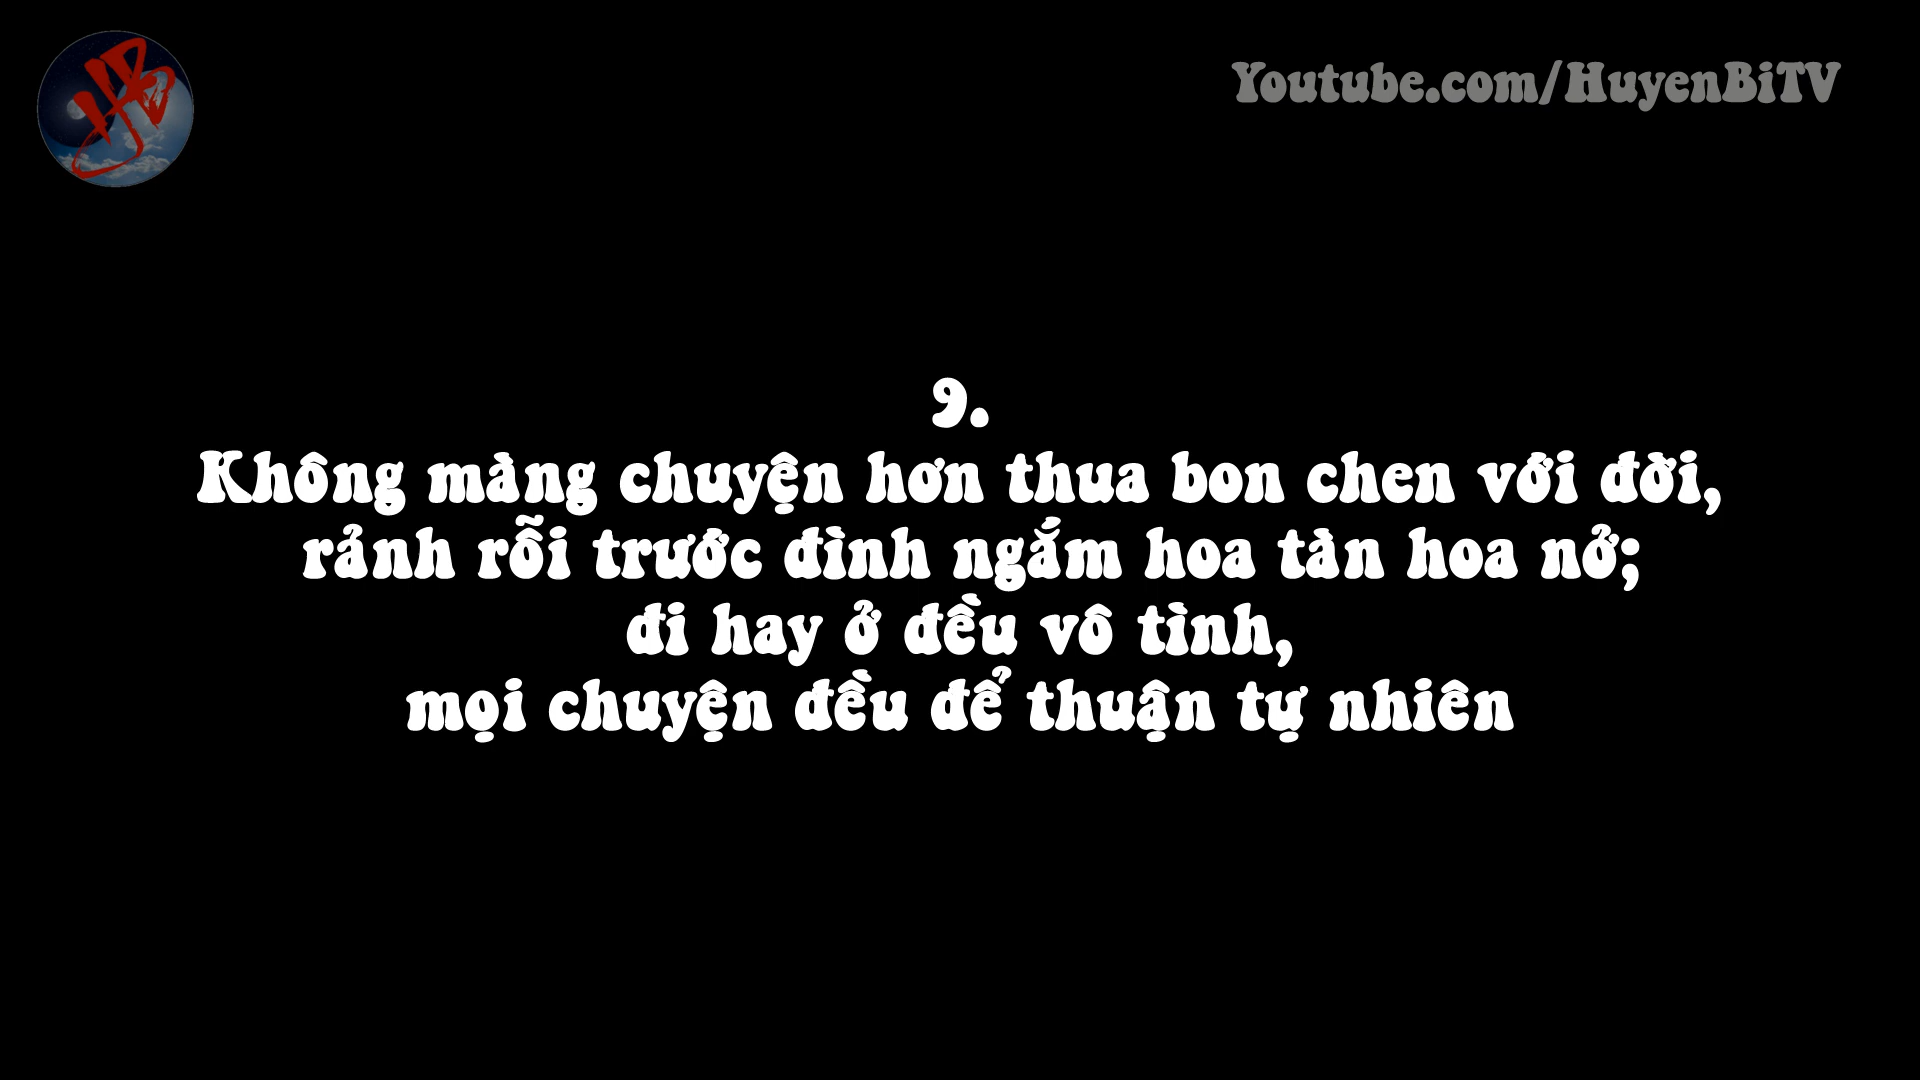 Youtube.com/HuyenBiTV
9.
Không màng chuyện hơn thua bon chen với đời,
rảnh rỗi trước đình ngắm hoa tàn hoa nở;
đi hay ở đều vô tình,
mọi chuyện đều để thuận tự nhiên